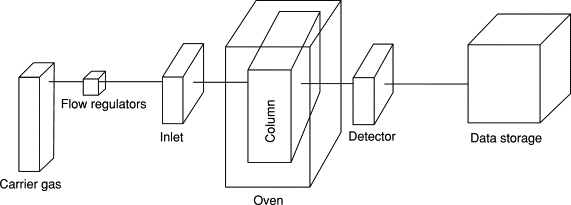 Carrier gas
Flow regulators
Inlet
Column
Oven
Detector
Data storage